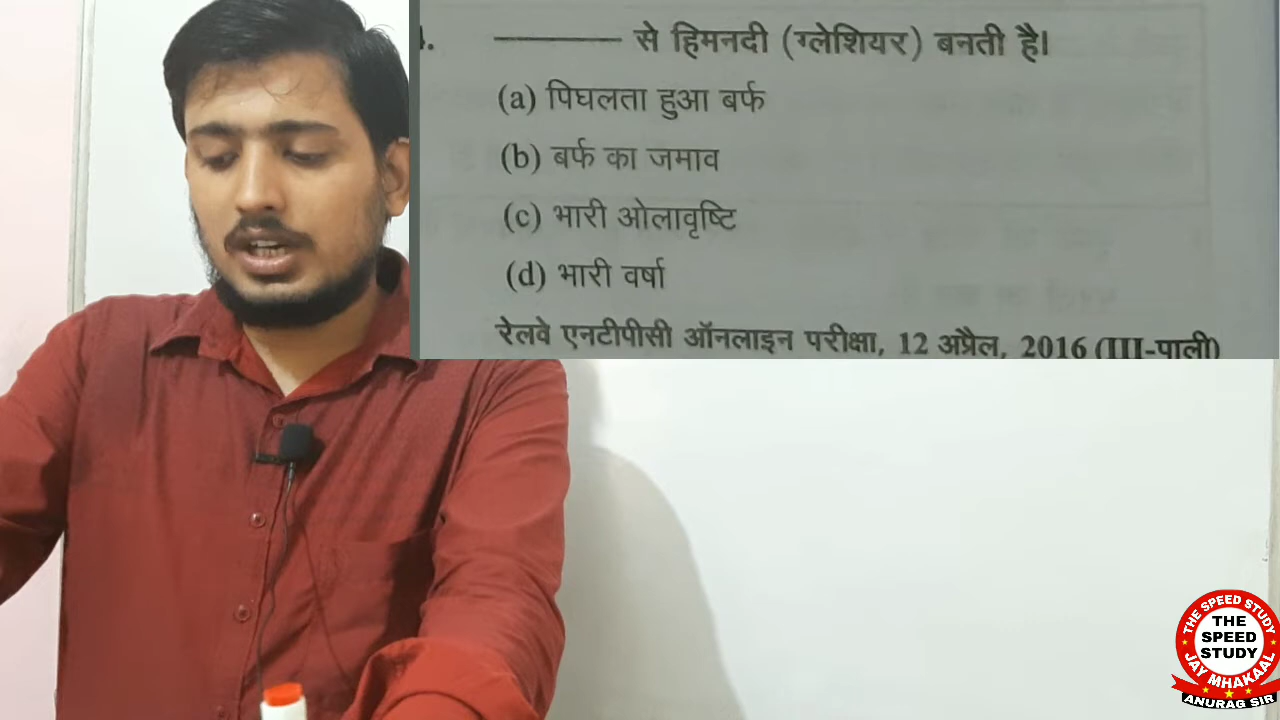 ———— से हिमनदी (ग्लेशियर) बनती है।
(a) पिघलता हुआ बर्फ
(b) बर्फ का जमाव
(c) भारी ओलावृष्टि
(d) भारी वर्षा
रेलवे एनटीपीसी ऑनलाइन परीक्षा, 12 अप्रैल, 2016 (III-पाली)
THE SPEED STUDY
THE
SPEED
STUDY
JAY MHAKAAL
ANURAG SIR